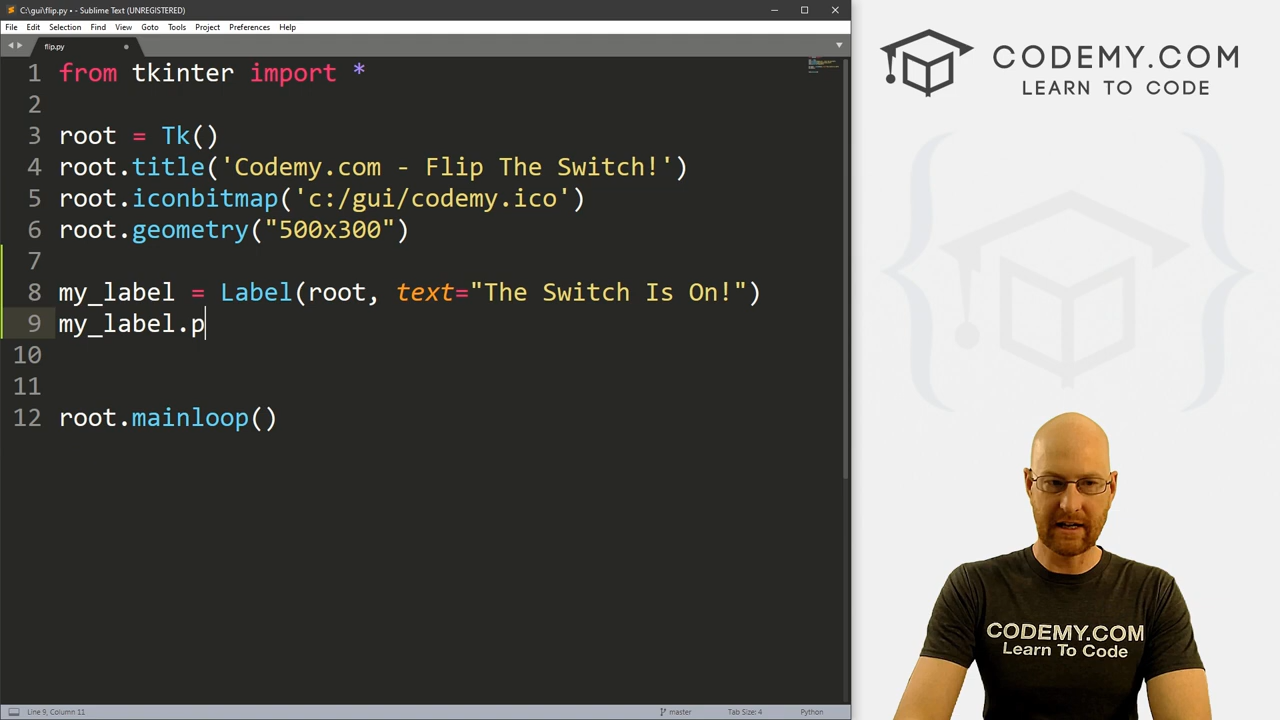 C:\gui\flip.py • - Sublime Text (UNREGISTERED)
File Edit Selection Find View Goto Tools Project Preferences Help
flip.py
1 from tkinter import *
2
3 root = Tk()
4 root.title('Codemy.com - Flip The Switch!')
5 root.iconbitmap('c:/gui/codemy.ico')
6 root.geometry("500x300")
7
8 my_label = Label(root, text="The Switch Is On!")
9 my_label.p
10
11
12 root.mainloop()
Line 9, Column 11
master
Tab Size: 4
Python
CODEMY.COM
LEARN TO CODE
CODEMY.COM
Learn To Code